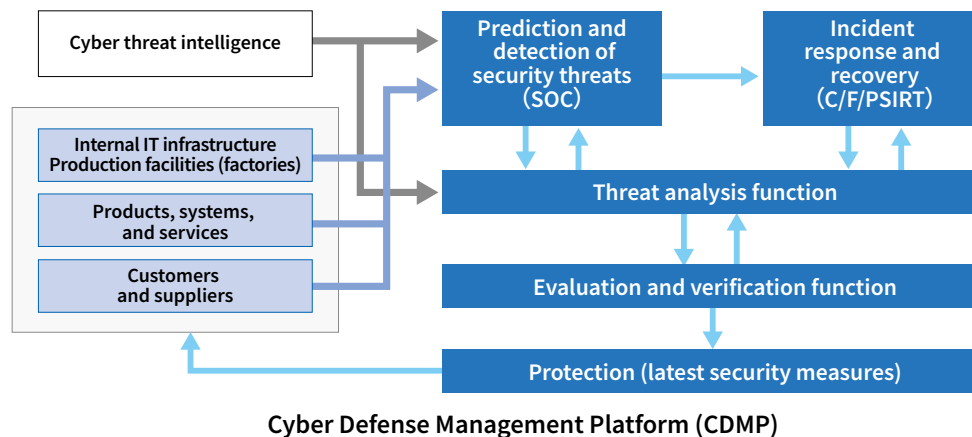 Cyber threat intelligence
Prediction and
detection of
security threats
（SOC）
Incident
response and
recovery
（C/F/PSIRT）
Internal IT infrastructure
Production facilities (factories)
Products, systems,
and services
Customers
and suppliers
Threat analysis function
Evaluation and verification function
Protection (latest security measures)
Cyber Defense Management Platform (CDMP)